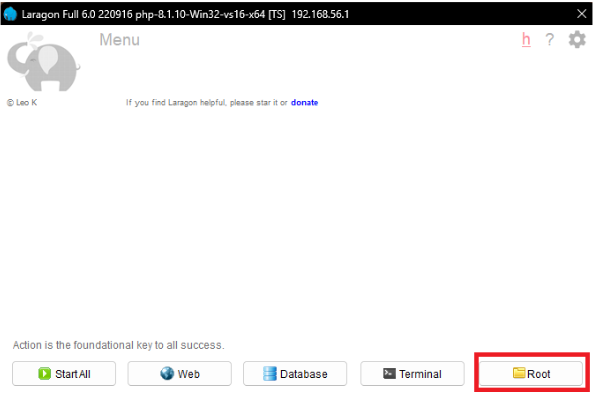 Laragon Full 6.0 220916 php-8.1.10-Win32-vs16-x64 [TS] 192.168.56.1
Menu
h ?
© Leo K
If you find Laragon helpful, please star it or donate
Action is the foundational key to all success.
Start All
Web
Database
Terminal
Root